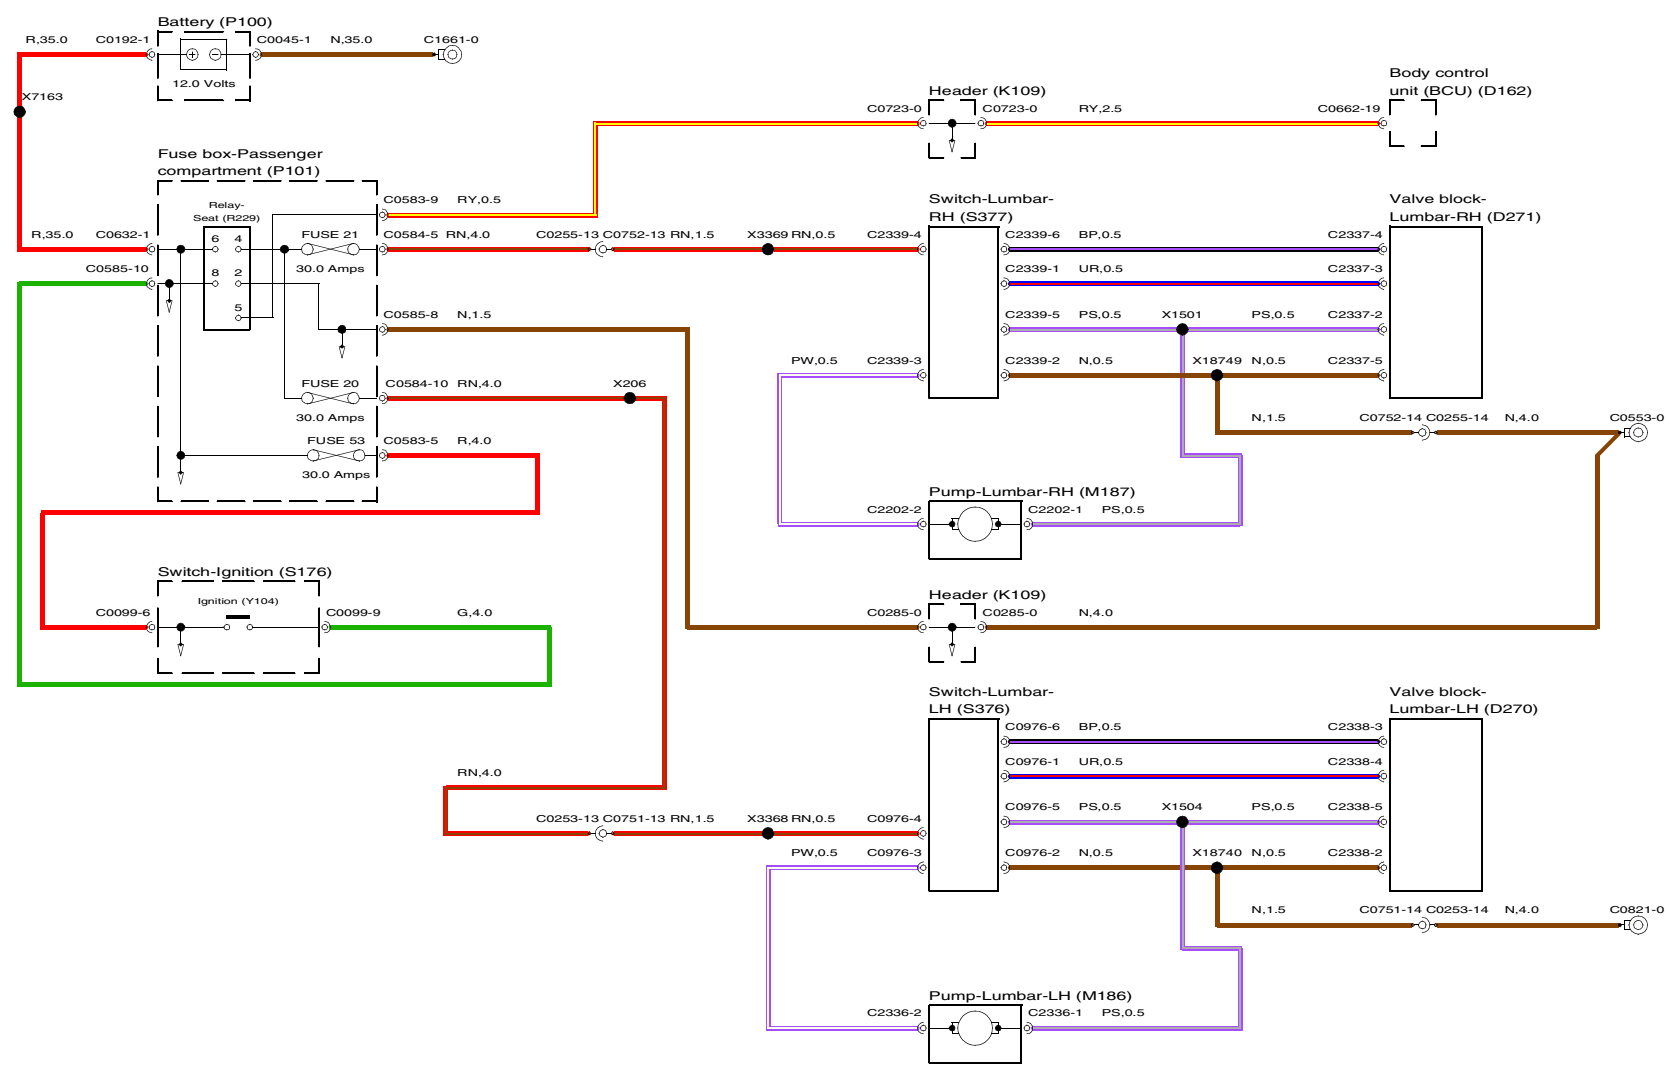 Battery (P100)
R,35.0 C0192-1 C0045-1 N,35.0 C1661-0
12.0 Volts
X7163
Body control
unit (BCU) (D162)
Header (K109)
C0723-0 C0723-0 RY,2.5 C0662-19
Fuse box-Passenger
compartment (P101)
Relay-
Seat (R229)
C0583-9 RY,0.5
Switch-Lumbar-
RH (S377)
Valve block-
Lumbar-RH (D271)
R,35.0 C0632-1 6 4 FUSE 21 C0584-5 RN,4.0 C0255-13 C0752-13 RN,1.5 X3369 RN,0.5 C2339-4 C2339-6 BP,0.5 C2337-4
30.0 Amps
C0585-10 8 2 C2339-1 UR,0.5 C2337-3
5 C0585-8 N,1.5 C2339-5 PS,0.5 X1501 PS,0.5 C2337-2
PW,0.5 C2339-3 C2339-2 N,0.5 X18749 N,0.5 C2337-5
FUSE 20 C0584-10 RN,4.0 X206
30.0 Amps
N,1.5 C0752-14 C0255-14 N,4.0 C0553-0
FUSE 53 C0583-5 R,4.0
30.0 Amps
Pump-Lumbar-RH (M187)
C2202-2 C2202-1 PS,0.5
Switch-Ignition (S176)
Ignition (Y104)
C0099-6 C0099-9 G,4.0
Header (K109)
C0285-0 C0285-0 N,4.0
Switch-Lumbar-
LH (S376)
Valve block-
Lumbar-LH (D270)
C0976-6 BP,0.5 C2338-3
C0976-1 UR,0.5 C2338-4
RN,4.0
C0976-5 PS,0.5 X1504 PS,0.5 C2338-5
C0253-13 C0751-13 RN,1.5 X3368 RN,0.5 C0976-4
PW,0.5 C0976-3 C0976-2 N,0.5 X18740 N,0.5 C2338-2
N,1.5 C0751-14 C0253-14 N,4.0 C0821-0
Pump-Lumbar-LH (M186)
C2336-2 C2336-1 PS,0.5